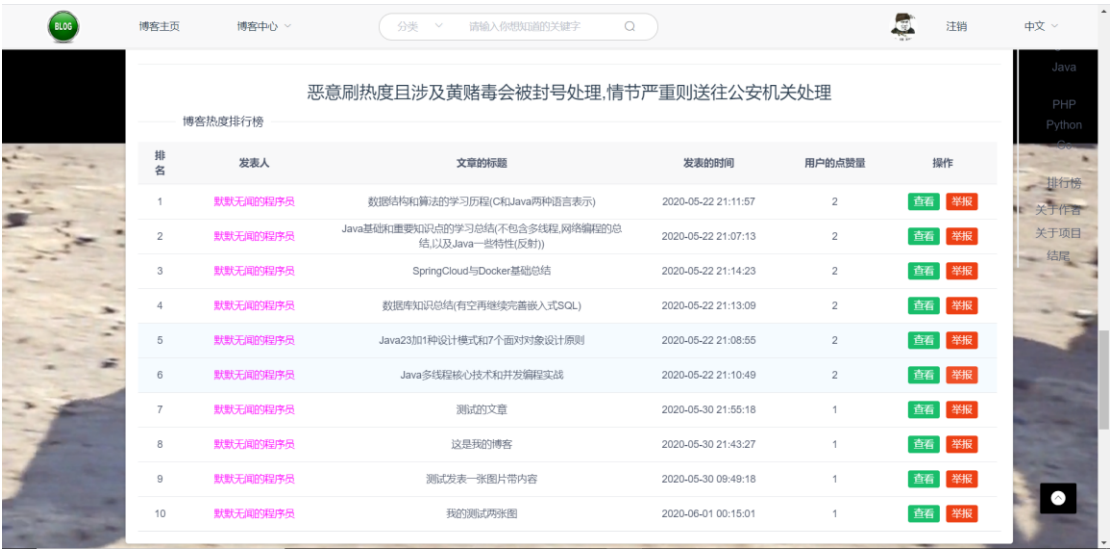 BLOG 博客主页 博客中心 分类 请输入你想知道的关键字 注销 中文
Java
恶意刷热度且涉及黄赌毒会被封号处理,情节严重则送往公安机关处理
PHP
博客热度排行榜
Python
Go
排名 发表人 文章的标题 发表的时间 用户的点赞量 操作
排行榜
1 默默无闻的程序员 数据结构和算法的学习历程(C和Java两种语言表示) 2020-05-22 21:11:57 2 查看 举报
关于作者
2 默默无闻的程序员 Java基础和重要知识点的学习总结(不包含多线程,网络编程的总
结,以及Java一些特性(反射)) 2020-05-22 21:07:13 2 查看 举报
关于项目
结尾
3 默默无闻的程序员 SpringCloud与Docker基础总结 2020-05-22 21:14:23 2 查看 举报
4 默默无闻的程序员 数据库知识总结(有空再继续完善嵌入式SQL) 2020-05-22 21:13:09 2 查看 举报
5 默默无闻的程序员 Java23加1种设计模式和7个面对对象设计原则 2020-05-22 21:08:55 2 查看 举报
6 默默无闻的程序员 Java多线程核心技术和并发编程实战 2020-05-22 21:10:49 2 查看 举报
7 默默无闻的程序员 测试的文章 2020-05-30 21:55:18 1 查看 举报
8 默默无闻的程序员 这是我的博客 2020-05-30 21:43:27 1 查看 举报
9 默默无闻的程序员 测试发表一张图片带内容 2020-05-30 09:49:18 1 查看 举报
10 默默无闻的程序员 我的测试两张图 2020-06-01 00:15:01 1 查看 举报